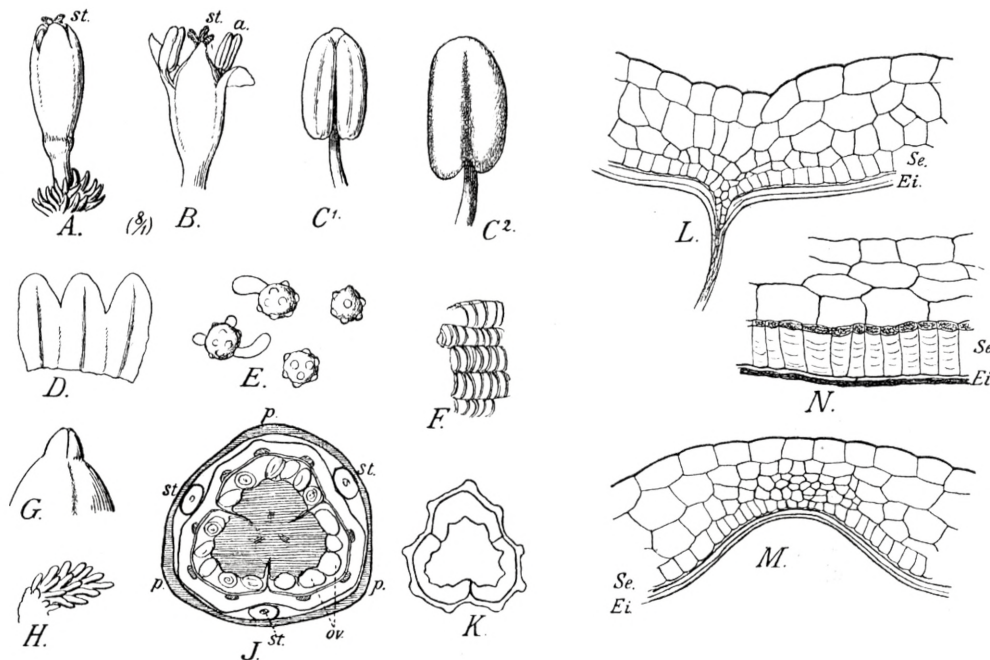 st.
st.
a.
A.
(8/1)
B.
C¹.
C².
L.
Se.
Ei.
D.
E.
F.
Se
Ei
N.
G.
p.
st.
st.
p.
p.
st.
ov.
H.
J.
K.
M.
Se.
Ei.